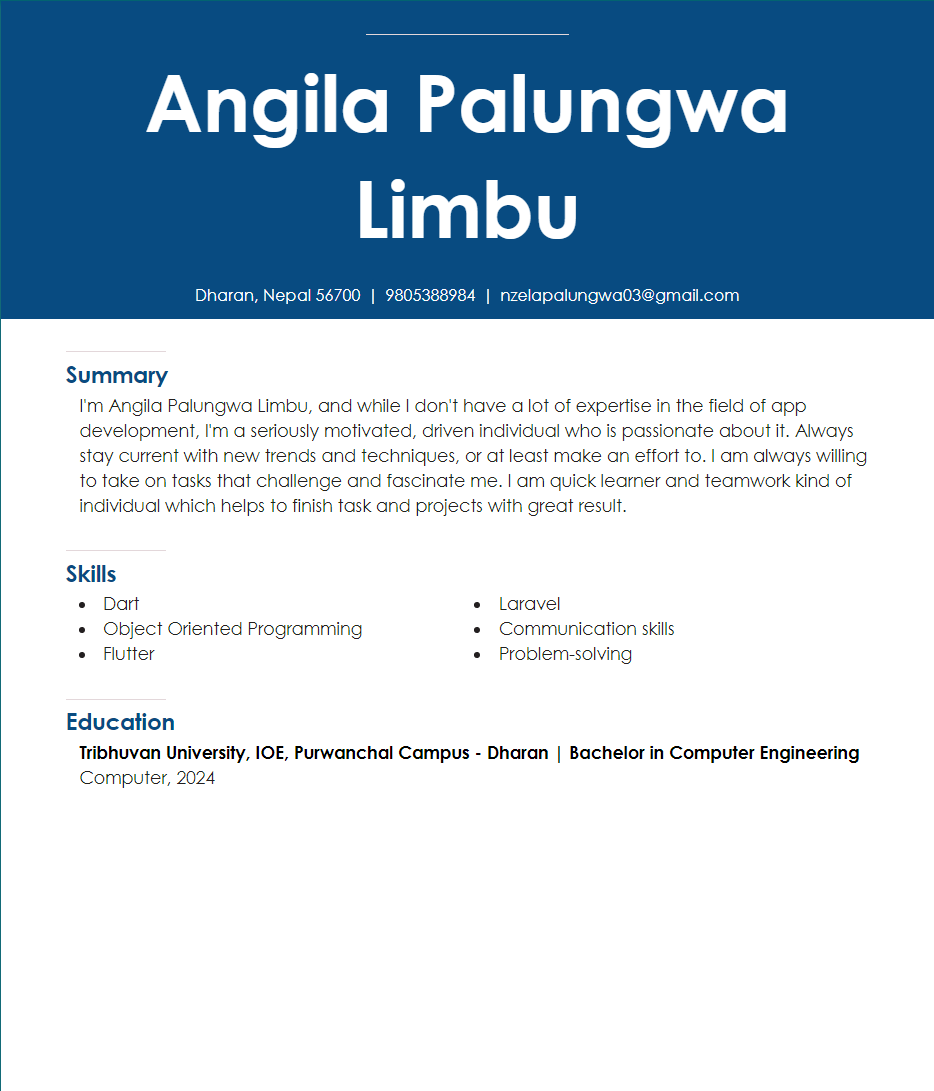 Angila Palungwa
Limbu
Dharan, Nepal 56700 | 9805388984 | nzelapalungwa03@gmail.com
Summary
I'm Angila Palungwa Limbu, and while I don't have a lot of expertise in the field of app
development, I'm a seriously motivated, driven individual who is passionate about it. Always
stay current with new trends and techniques, or at least make an effort to. I am always willing
to take on tasks that challenge and fascinate me. I am quick learner and teamwork kind of
individual which helps to finish task and projects with great result.
Skills
• Dart
• Object Oriented Programming
• Flutter
• Laravel
• Communication skills
• Problem-solving
Education
Tribhuvan University, IOE, Purwanchal Campus - Dharan | Bachelor in Computer Engineering
Computer, 2024